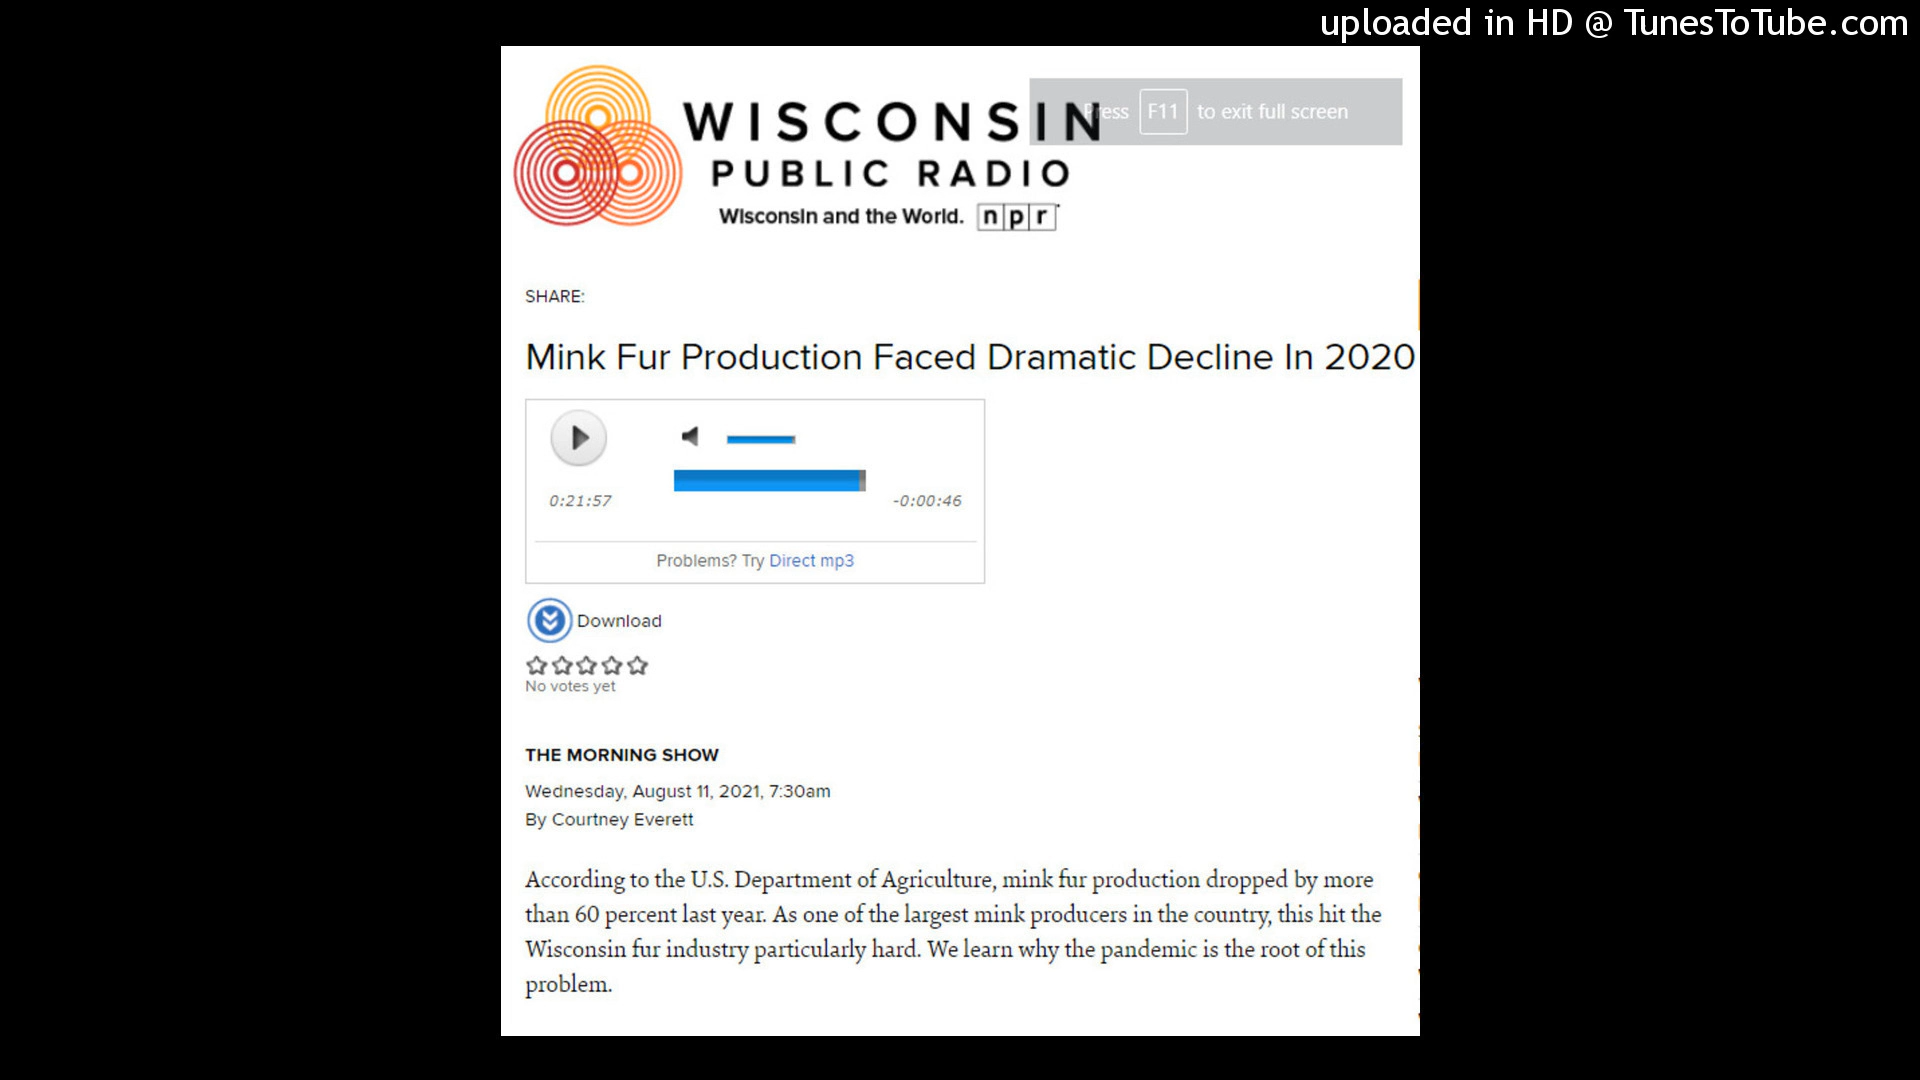 uploaded in HD @ TunesToTube.com
WISCONSIN
Press F11 to exit full screen
PUBLIC RADIO
Wisconsin and the World. npr
SHARE:
Mink Fur Production Faced Dramatic Decline In 2020
0:21:57
-0:00:46
Problems? Try Direct mp3
Download
No votes yet
THE MORNING SHOW
Wednesday, August 11, 2021, 7:30am
By Courtney Everett
According to the U.S. Department of Agriculture, mink fur production dropped by more
than 60 percent last year. As one of the largest mink producers in the country, this hit the
Wisconsin fur industry particularly hard. We learn why the pandemic is the root of this
problem.